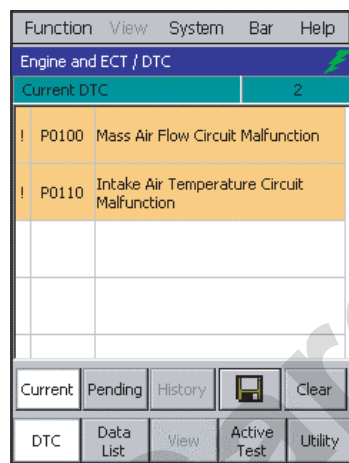 Function View System Bar Help
Engine and ECT / DTC
Current DTC 2
! P0100 Mass Air Flow Circuit Malfunction
! P0110 Intake Air Temperature Circuit
Malfunction
Current Pending History Clear
DTC Data List View Active Test Utility